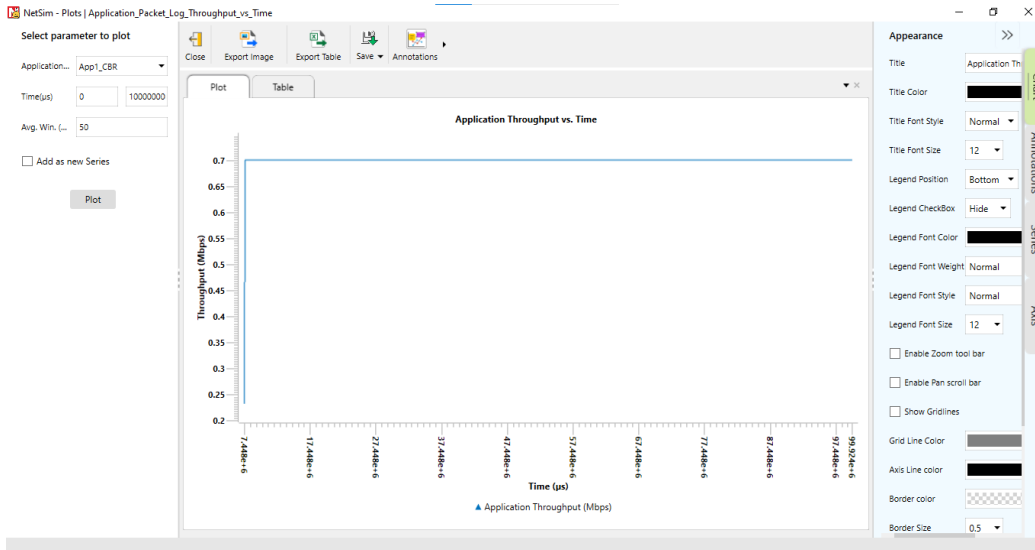 NetSim - Plots | Application_Packet_Log_Throughput_vs_Time
Select parameter to plot
Application... App1_CBR
Time(µs) 0 10000000
Avg. Win. (... 50
Add as new Series
Plot
Close Export Image Export Table Save Annotations
Plot Table
Application Throughput vs. Time
Throughput (Mbps)
0.7
0.65
0.6
0.55
0.5
0.45
0.4
0.35
0.3
0.25
0.2
7.448e+6 17.448e+6 27.448e+6 37.448e+6 47.448e+6 57.448e+6 67.448e+6 77.448e+6 87.448e+6 97.448e+6 99.924e+6
Time (µs)
Application Throughput (Mbps)
Appearance
Title Application Th
Title Color
Title Font Style Normal
Title Font Size 12
Legend Position Bottom
Legend CheckBox Hide
Legend Font Color
Legend Font Weight Normal
Legend Font Style Normal
Legend Font Size 12
Enable Zoom tool bar
Enable Pan scroll bar
Show Gridlines
Grid Line Color
Axis Line color
Border color
Border Size 0.5
Annotations
Series
Axis